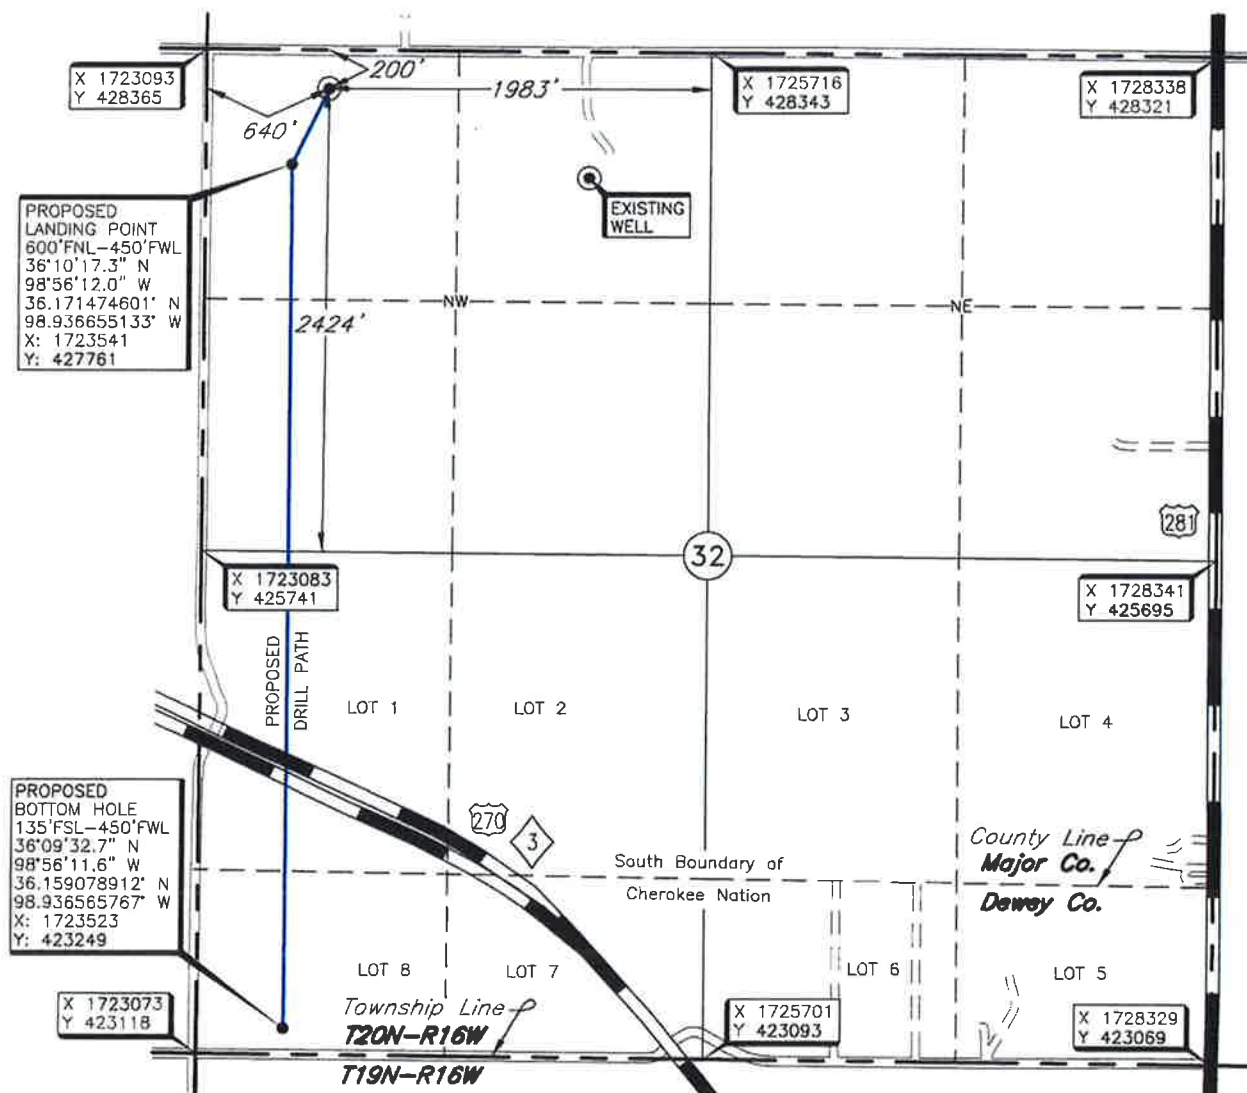 X 1723093
Y 428365
200'
1983'
640'
X 1725716
Y 428343
X 1728338
Y 428321
PROPOSED
LANDING POINT
600'FNL-450'FWL
36°10'17.3" N
98°56'12.0" W
36.171474601° N
98.936655133° W
X: 1723541
Y: 427761
EXISTING
WELL
NW
NE
2424'
281
32
X 1723083
Y 425741
X 1728341
Y 425695
PROPOSED
DRILL PATH
LOT 1
LOT 2
LOT 3
LOT 4
PROPOSED
BOTTOM HOLE
135'FSL-450'FWL
36°09'32.7" N
98°56'11.6" W
36.159078912° N
98.936565767° W
X: 1723523
Y: 423249
270
3
South Boundary of
Cherokee Nation
County Line
Major Co.
Dewey Co.
LOT 8
LOT 7
LOT 6
LOT 5
X 1723073
Y 423118
Township Line
T20N-R16W
T19N-R16W
X 1725701
Y 423093
X 1728329
Y 423069